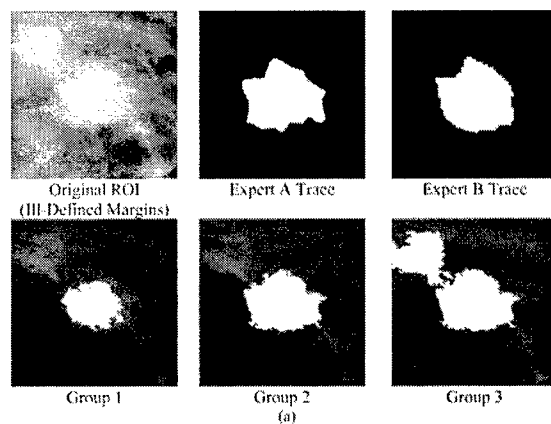 Original ROI
(Ill-Defined Margins)
Expert A Trace
Expert B Trace
Group 1
Group 2
Group 3
(a)